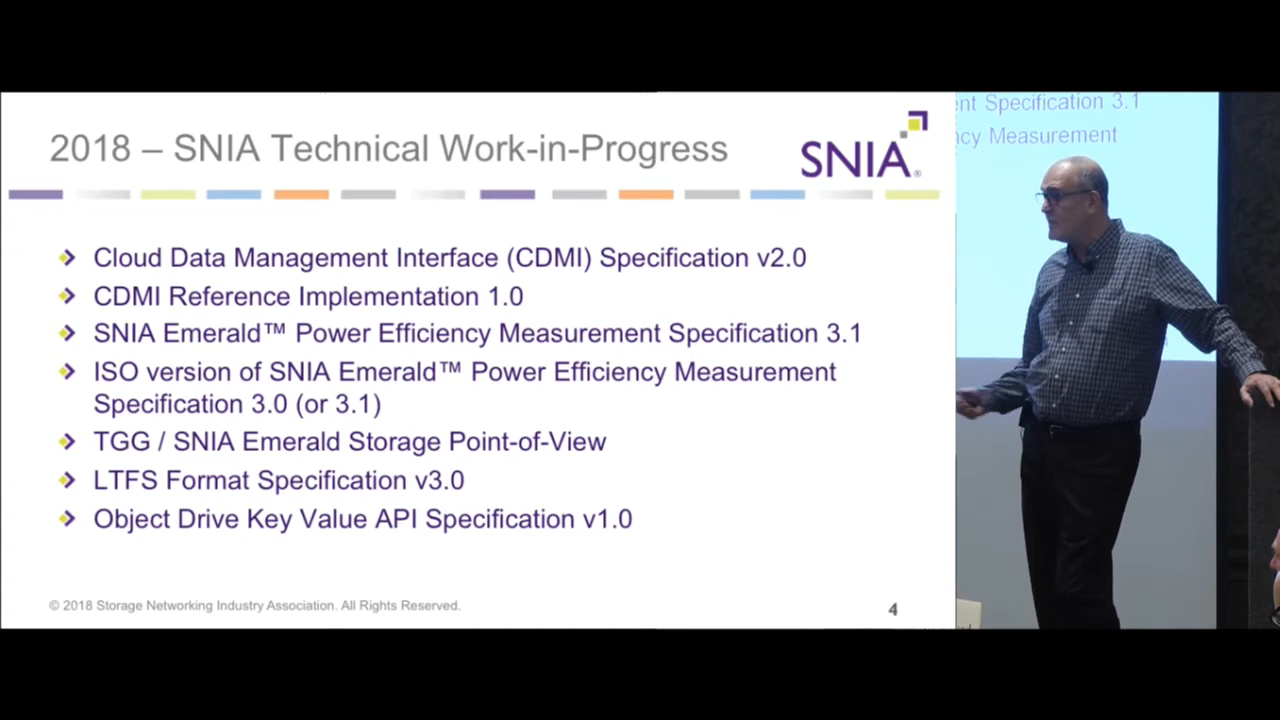 2018 – SNIA Technical Work-in-Progress
SNIA®
Cloud Data Management Interface (CDMI) Specification v2.0
CDMI Reference Implementation 1.0
SNIA Emerald™ Power Efficiency Measurement Specification 3.1
ISO version of SNIA Emerald™ Power Efficiency Measurement
Specification 3.0 (or 3.1)
TGG / SNIA Emerald Storage Point-of-View
LTFS Format Specification v3.0
Object Drive Key Value API Specification v1.0
© 2018 Storage Networking Industry Association. All Rights Reserved.
4
ent Specification 3.1
ncy Measurement